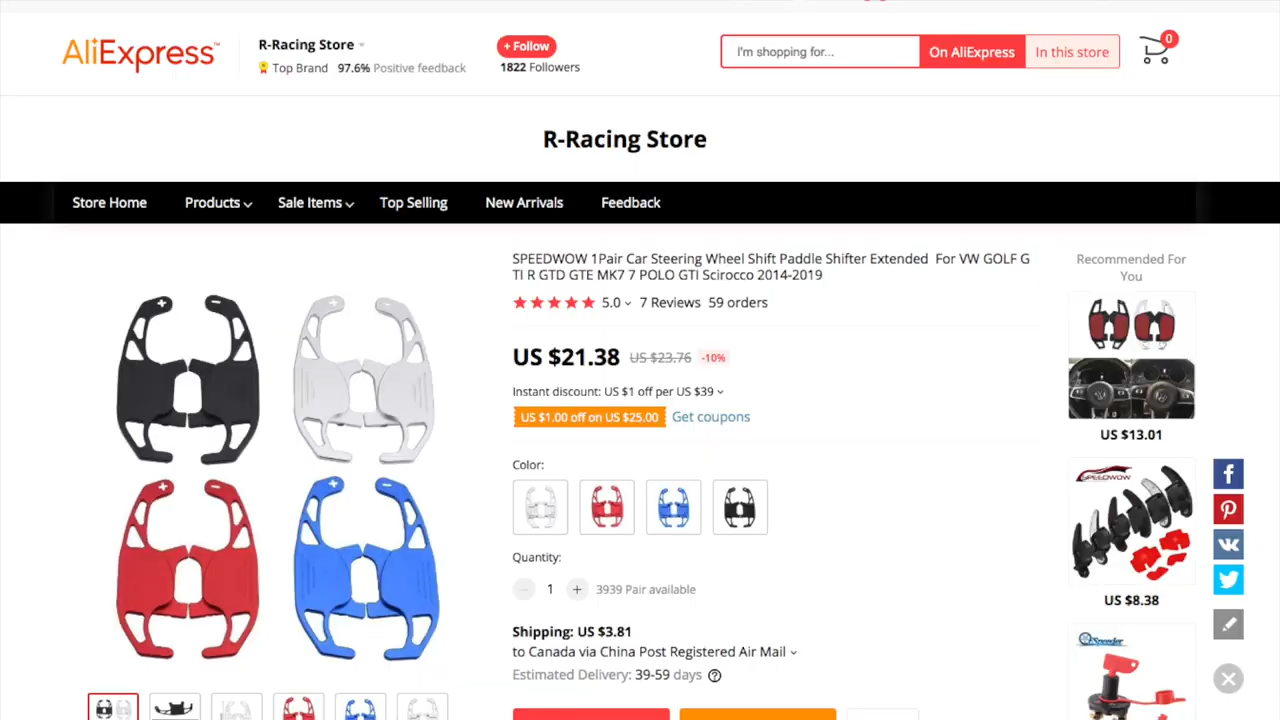 AliExpress™
R-Racing Store
+ Follow
Top Brand 97.6% Positive feedback
1822 Followers
I'm shopping for...
On AliExpress
In this store
0
R-Racing Store
Store Home
Products
Sale Items
Top Selling
New Arrivals
Feedback
SPEEDWOW 1Pair Car Steering Wheel Shift Paddle Shifter Extended For VW GOLF G
TI R GTD GTE MK7 7 POLO GTI Scirocco 2014-2019
5.0 7 Reviews 59 orders
US $21.38 US $23.76 -10%
Instant discount: US $1 off per US $39
US $1.00 off on US $25.00 Get coupons
Color:
Quantity:
1
3939 Pair available
Shipping: US $3.81
to Canada via China Post Registered Air Mail
Estimated Delivery: 39-59 days
Recommended For
You
US $13.01
SPEEDWOW
US $8.38
ESpeeder